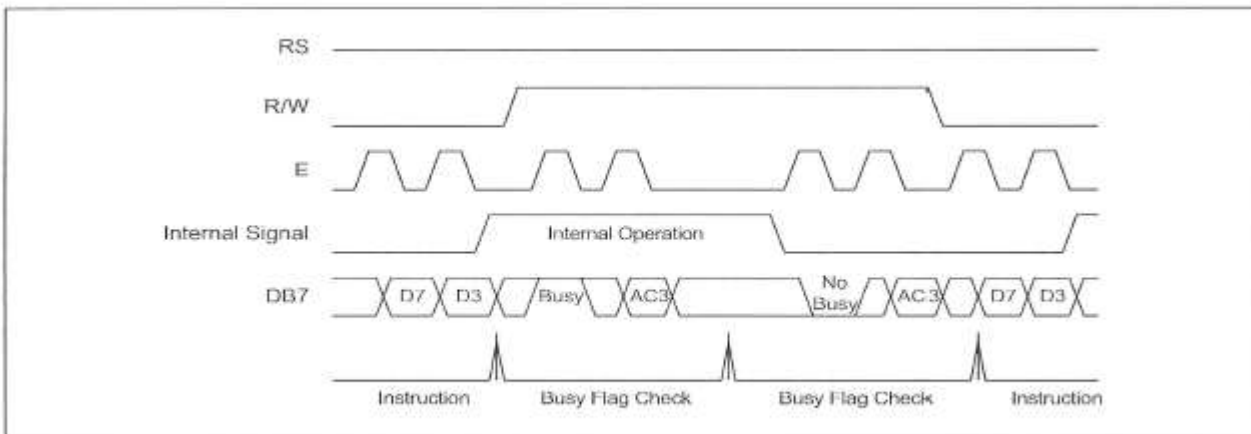 RS
R/W
E
Internal Signal
Internal Operation
DB7
D7
D3
Busy
AC3
No
Busy
AC3
D7
D3
Instruction
Busy Flag Check
Busy Flag Check
Instruction